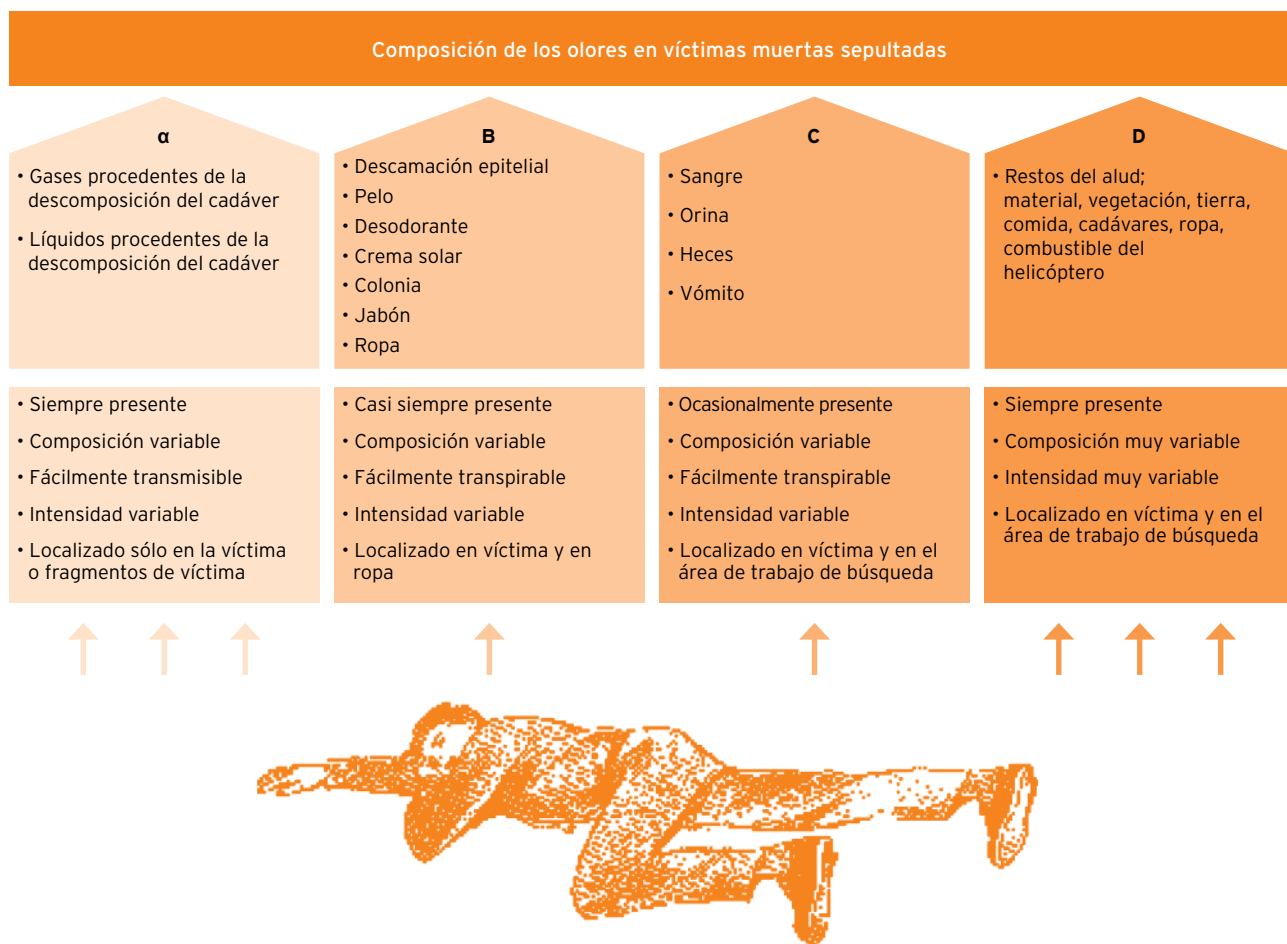 Composición de los olores en víctimas muertas sepultadas
α
• Gases procedentes de la
descomposición del cadáver
• Líquidos procedentes de la
descomposición del cadáver
B
• Descamación epitelial
• Pelo
• Desodorante
• Crema solar
• Colonia
• Jabón
• Ropa
C
• Sangre
• Orina
• Heces
• Vómito
D
• Restos del alud;
material, vegetación, tierra,
comida, cadávares, ropa,
combustible del
helicóptero
• Siempre presente
• Composición variable
• Fácilmente transmisible
• Intensidad variable
• Localizado sólo en la víctima
o fragmentos de víctima
• Casi siempre presente
• Composición variable
• Fácilmente transpirable
• Intensidad variable
• Localizado en víctima y en
ropa
• Ocasionalmente presente
• Composición variable
• Fácilmente transpirable
• Intensidad variable
• Localizado en víctima y en el
área de trabajo de búsqueda
• Siempre presente
• Composición muy variable
• Intensidad muy variable
• Localizado en víctima y en el
área de trabajo de búsqueda